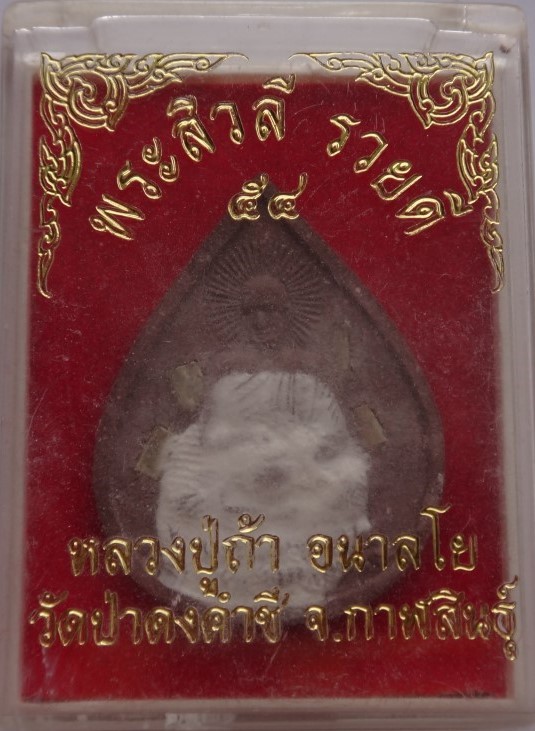 พระสิวลี รวยดี
๕๔
หลวงปู่ถ้า อนาลโย
วัดป่าดงคำชี จ.กาฬสินธุ์